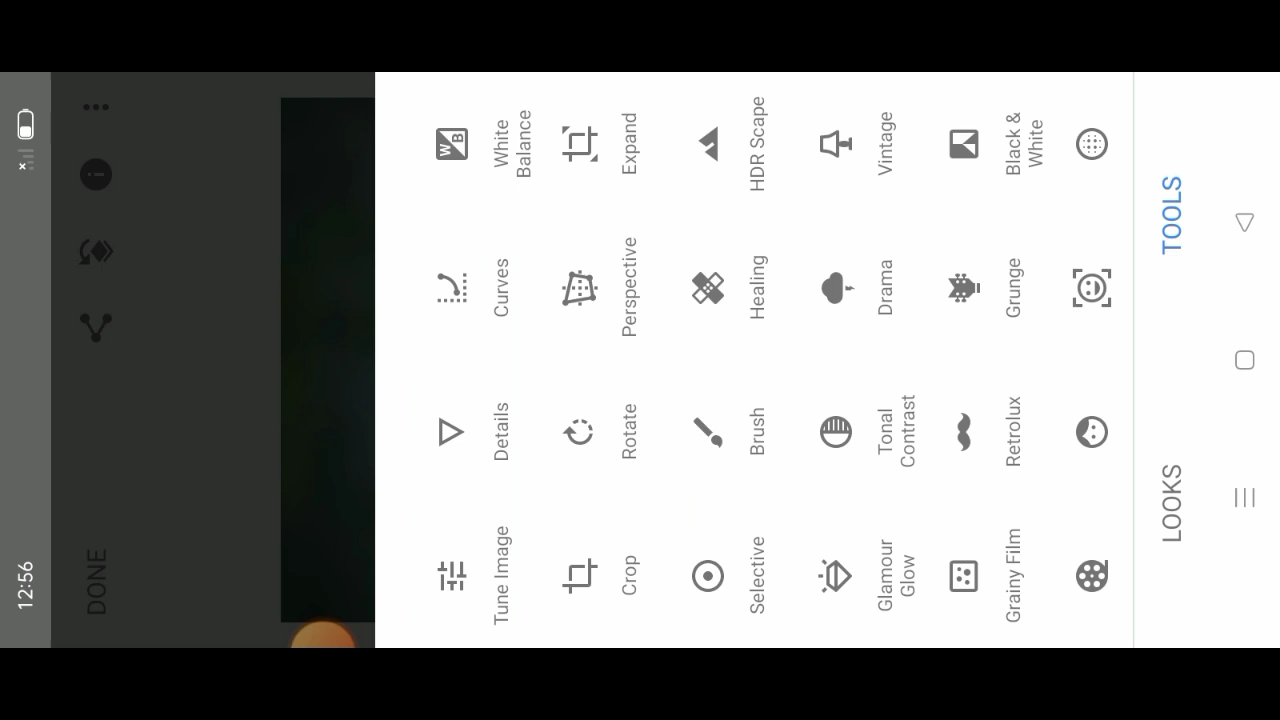 12:56
DONE
Tune Image
Details
Curves
White
Balance
Crop
Rotate
Perspective
Expand
Selective
Brush
Healing
HDR Scape
Glamour
Glow
Tonal
Contrast
Drama
Vintage
Grainy Film
Retrolux
Grunge
Black &
White
LOOKS
TOOLS